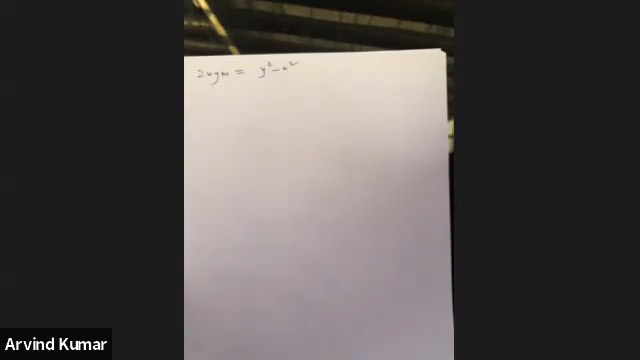 2xym = y² - x²
Arvind Kumar